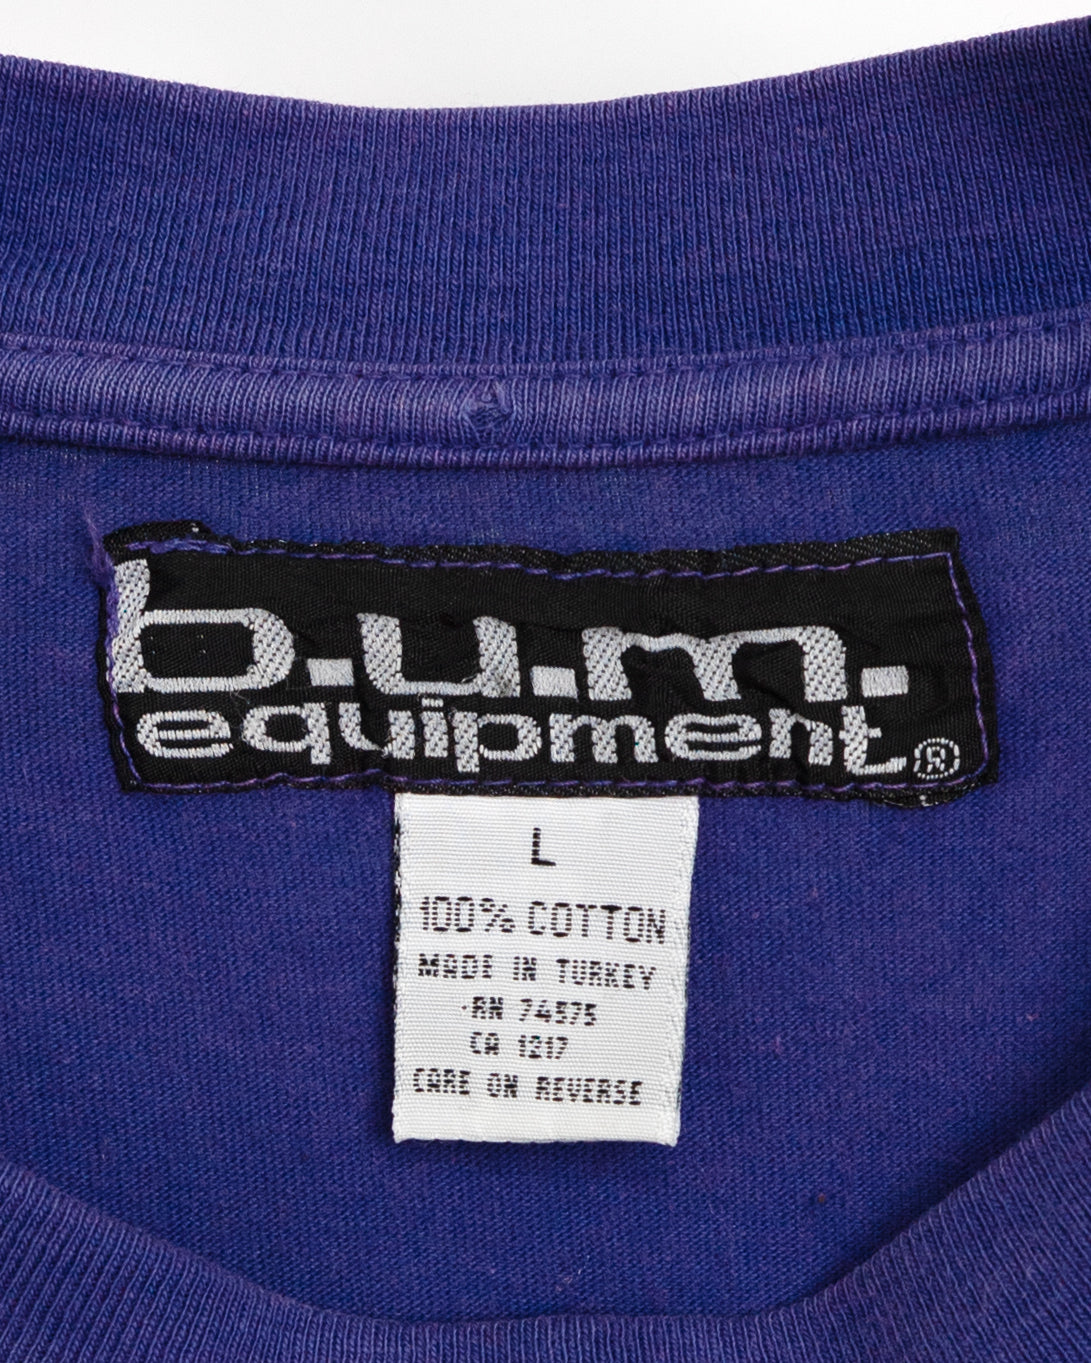 b.u.m.
equipment®
L
100% COTTON
MADE IN TURKEY
RN 74575
CA 1217
CARE ON REVERSE